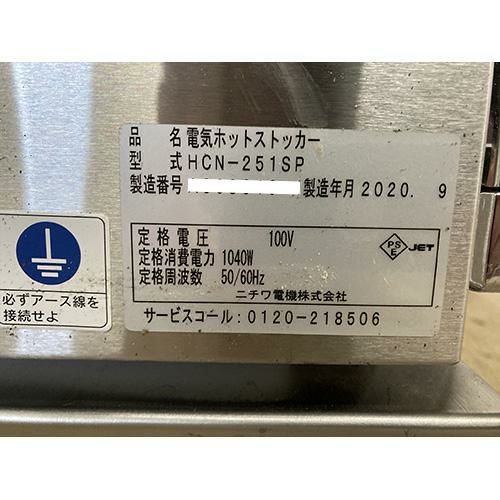 品 名 電気ホットストッカー
型 式 HCN-251SP
製造番号 製造年月 2020. 9
定格電圧 100V
定格消費電力 1040W
定格周波数 50/60Hz
PSE JET
ニチワ電機株式会社
サービスコール:0120-218506
必ずアース線を
接続せよ